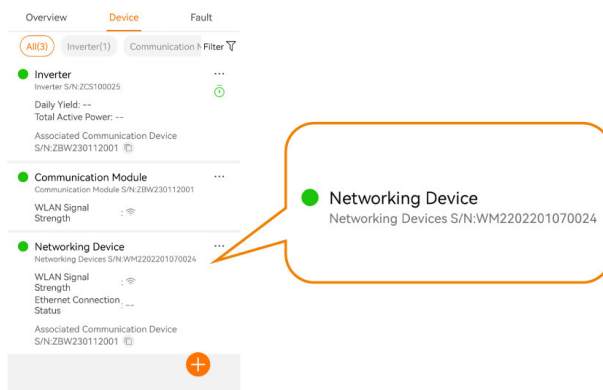 Overview Device Fault
All(3) Inverter(1) Communication M Filter
Inverter
Inverter S/N:ZCS100025
Daily Yield: --
Total Active Power: --
Associated Communication Device
S/N:ZBW230112001
Communication Module
Communication Module S/N:ZBW230112001
WLAN Signal
Strength :
Networking Device
Networking Devices S/N:WM2202201070024
WLAN Signal
Strength :
Ethernet Connection
Status : --
Associated Communication Device
S/N:ZBW230112001
Networking Device
Networking Devices S/N:WM2202201070024